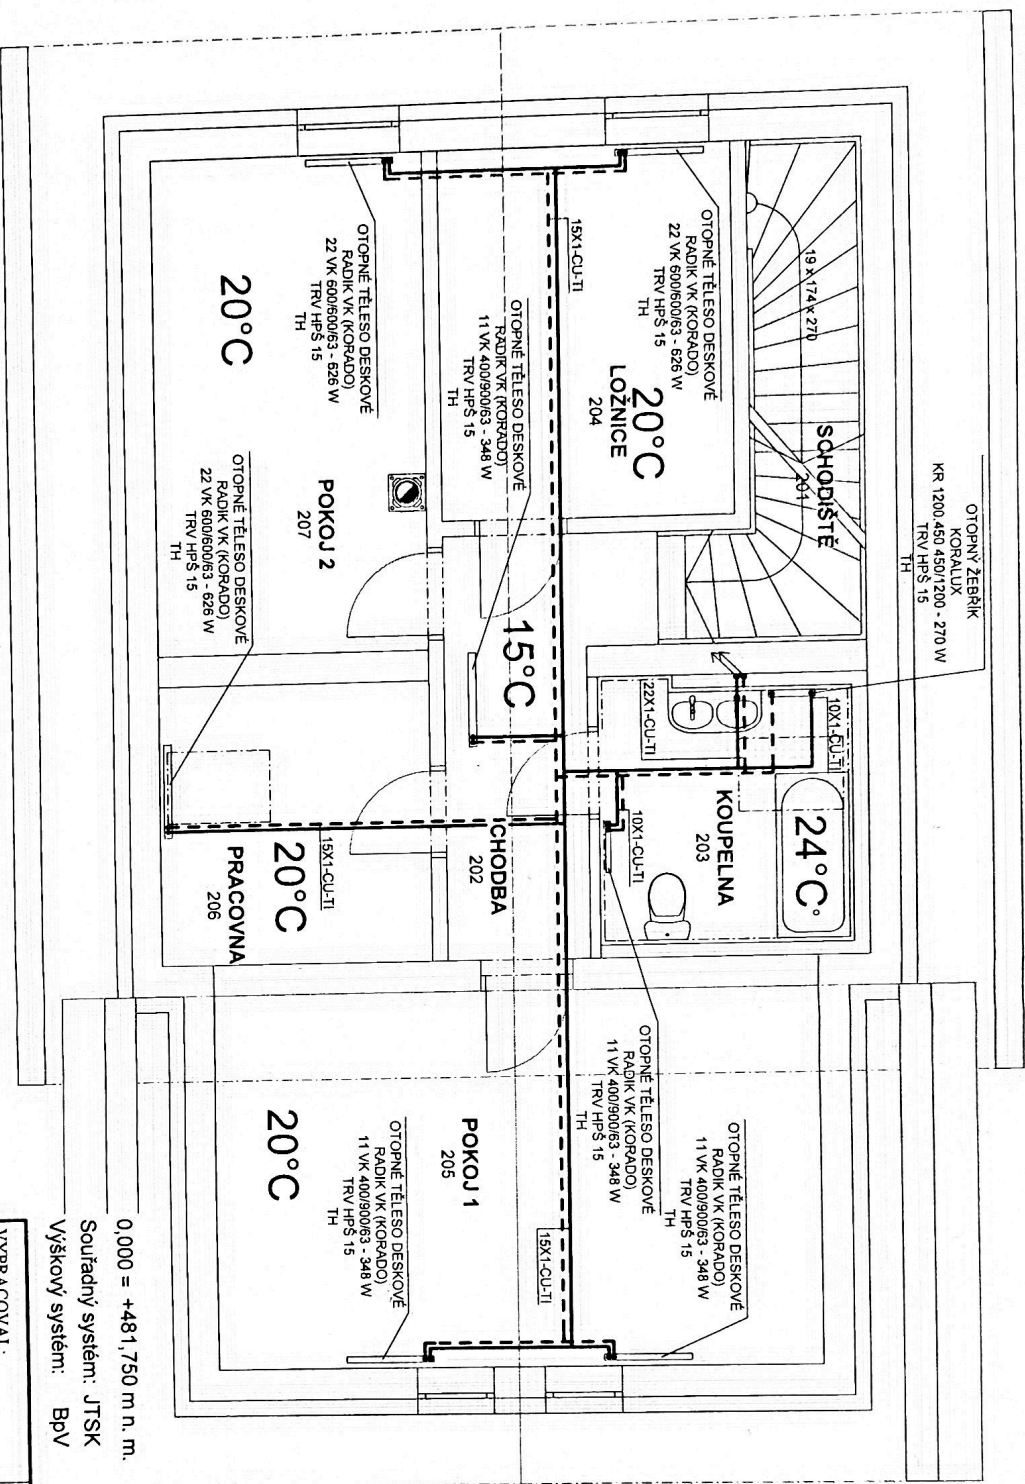 OTOPNÝ ŽEBŘÍK
KORALUX
KR 1200.450 450/1200 - 270 W
TRV HPŠ 15
TH
SCHODIŠTĚ
201
19 x 174 x 270
OTOPNÉ TĚLESO DESKOVÉ
RADIK VK (KORADO)
22 VK 600/600/63 - 626 W
TRV HPŠ 15
TH
20°C
LOŽNICE
204
15X1-CU-TI
OTOPNÉ TĚLESO DESKOVÉ
RADIK VK (KORADO)
11 VK 400/900/63 - 348 W
TRV HPŠ 15
TH
OTOPNÉ TĚLESO DESKOVÉ
RADIK VK (KORADO)
22 VK 600/600/63 - 626 W
TRV HPŠ 15
TH
20°C
POKOJ 2
207
OTOPNÉ TĚLESO DESKOVÉ
RADIK VK (KORADO)
22 VK 600/600/63 - 626 W
TRV HPŠ 15
TH
15°C
10X1-CU-TI
22X1-CU-TI
24°C
KOUPELNA
203
10X1-CU-TI
CHODBA
202
15X1-CU-TI
20°C
PRACOVNA
206
OTOPNÉ TĚLESO DESKOVÉ
RADIK VK (KORADO)
11 VK 400/900/63 - 348 W
TRV HPŠ 15
TH
OTOPNÉ TĚLESO DESKOVÉ
RADIK VK (KORADO)
11 VK 400/900/63 - 348 W
TRV HPŠ 15
TH
POKOJ 1
205
15X1-CU-TI
20°C
OTOPNÉ TĚLESO DESKOVÉ
RADIK VK (KORADO)
11 VK 400/900/63 - 348 W
TRV HPŠ 15
TH
0,000 = +481,750 m n. m.
Souřadný systém: JTSK
Výškový systém: BpV
VYPRACOVAL: